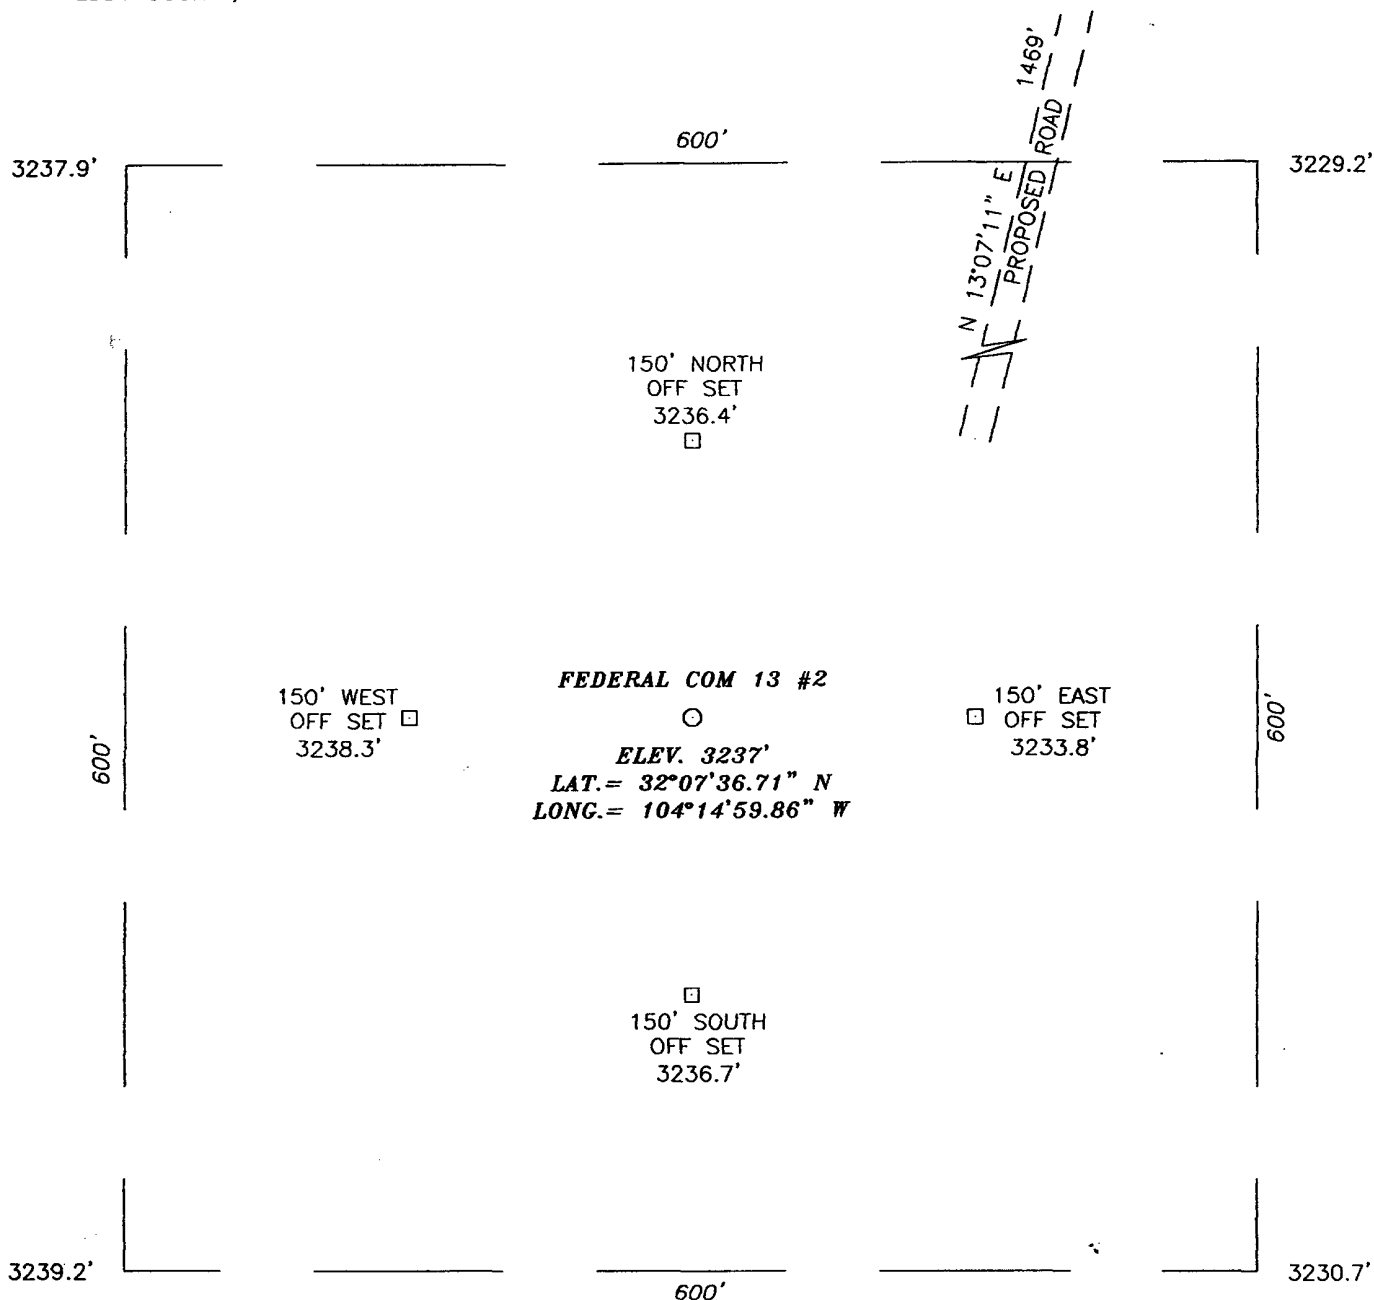 1469'
600'
3237.9'
3229.2'
N 13°07'11" E
PROPOSED ROAD
150' NORTH
OFF SET
3236.4'
FEDERAL COM 13 #2
150' WEST
OFF SET
3238.3'
150' EAST
OFF SET
3233.8'
600'
600'
ELEV. 3237'
LAT.= 32°07'36.71" N
LONG.= 104°14'59.86" W
150' SOUTH
OFF SET
3236.7'
3239.2'
3230.7'
600'